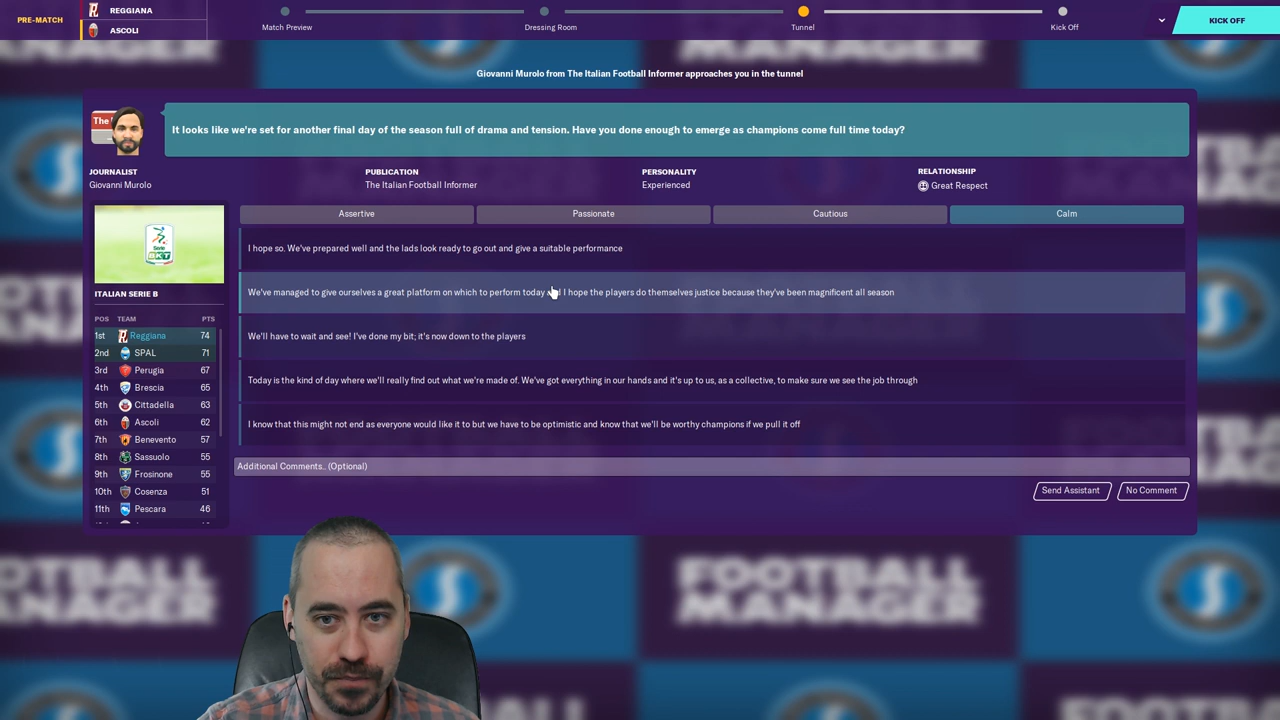 PRE-MATCH
REGGIANA
ASCOLI
Match Preview
Dressing Room
Tunnel
Kick Off
KICK OFF
Giovanni Murolo from The Italian Football Informer approaches you in the tunnel
The
It looks like we're set for another final day of the season full of drama and tension. Have you done enough to emerge as champions come full time today?
JOURNALIST
Giovanni Murolo
PUBLICATION
The Italian Football Informer
PERSONALITY
Experienced
RELATIONSHIP
Great Respect
Assertive
Passionate
Cautious
Calm
I hope so. We've prepared well and the lads look ready to go out and give a suitable performance
We've managed to give ourselves a great platform on which to perform today I hope the players do themselves justice because they've been magnificent all season
We'll have to wait and see! I've done my bit; it's now down to the players
Today is the kind of day where we'll really find out what we're made of. We've got everything in our hands and it's up to us, as a collective, to make sure we see the job through
I know that this might not end as everyone would like it to but we have to be optimistic and know that we'll be worthy champions if we pull it off
Additional Comments.. (Optional)
Send Assistant
No Comment
Serie
BKT
ITALIAN SERIE B
POS TEAM PTS
1st Reggiana 74
2nd SPAL 71
3rd Perugia 67
4th Brescia 65
5th Cittadella 63
6th Ascoli 62
7th Benevento 57
8th Sassuolo 55
9th Frosinone 55
10th Cosenza 51
11th Pescara 46
FOOTBALL
MANAGER